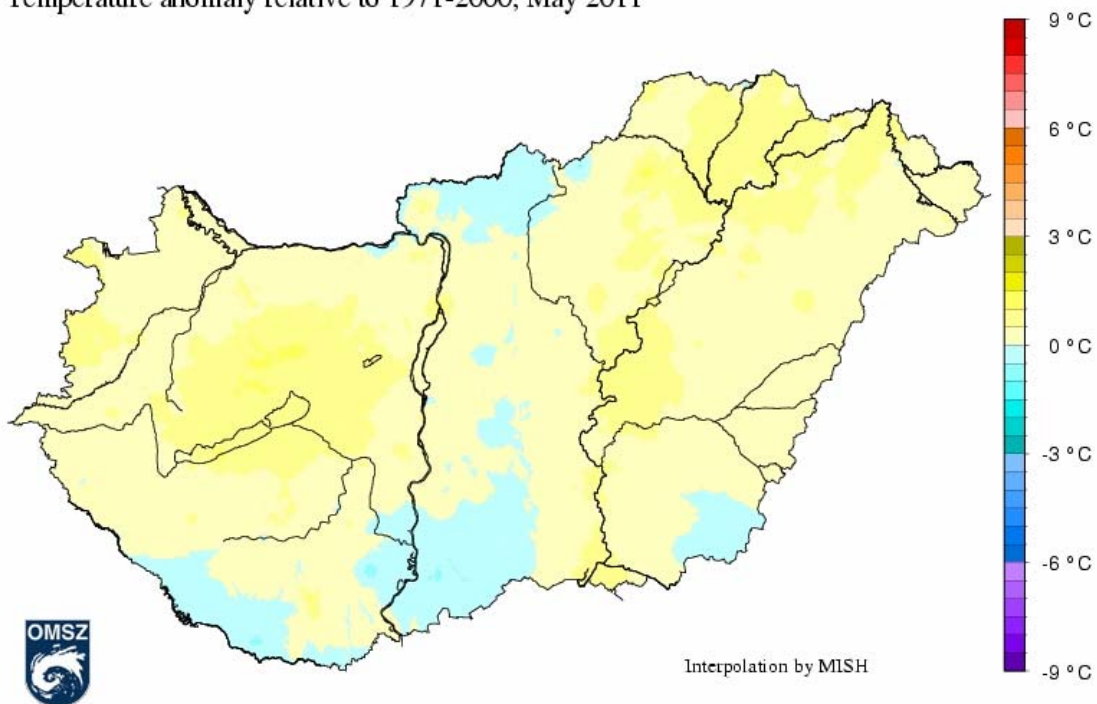 Temperature anomaly relative to 1971-2000, May 2011
9 °C
6 °C
3 °C
0 °C
-3 °C
-6 °C
-9 °C
OMSZ
Interpolation by MISH